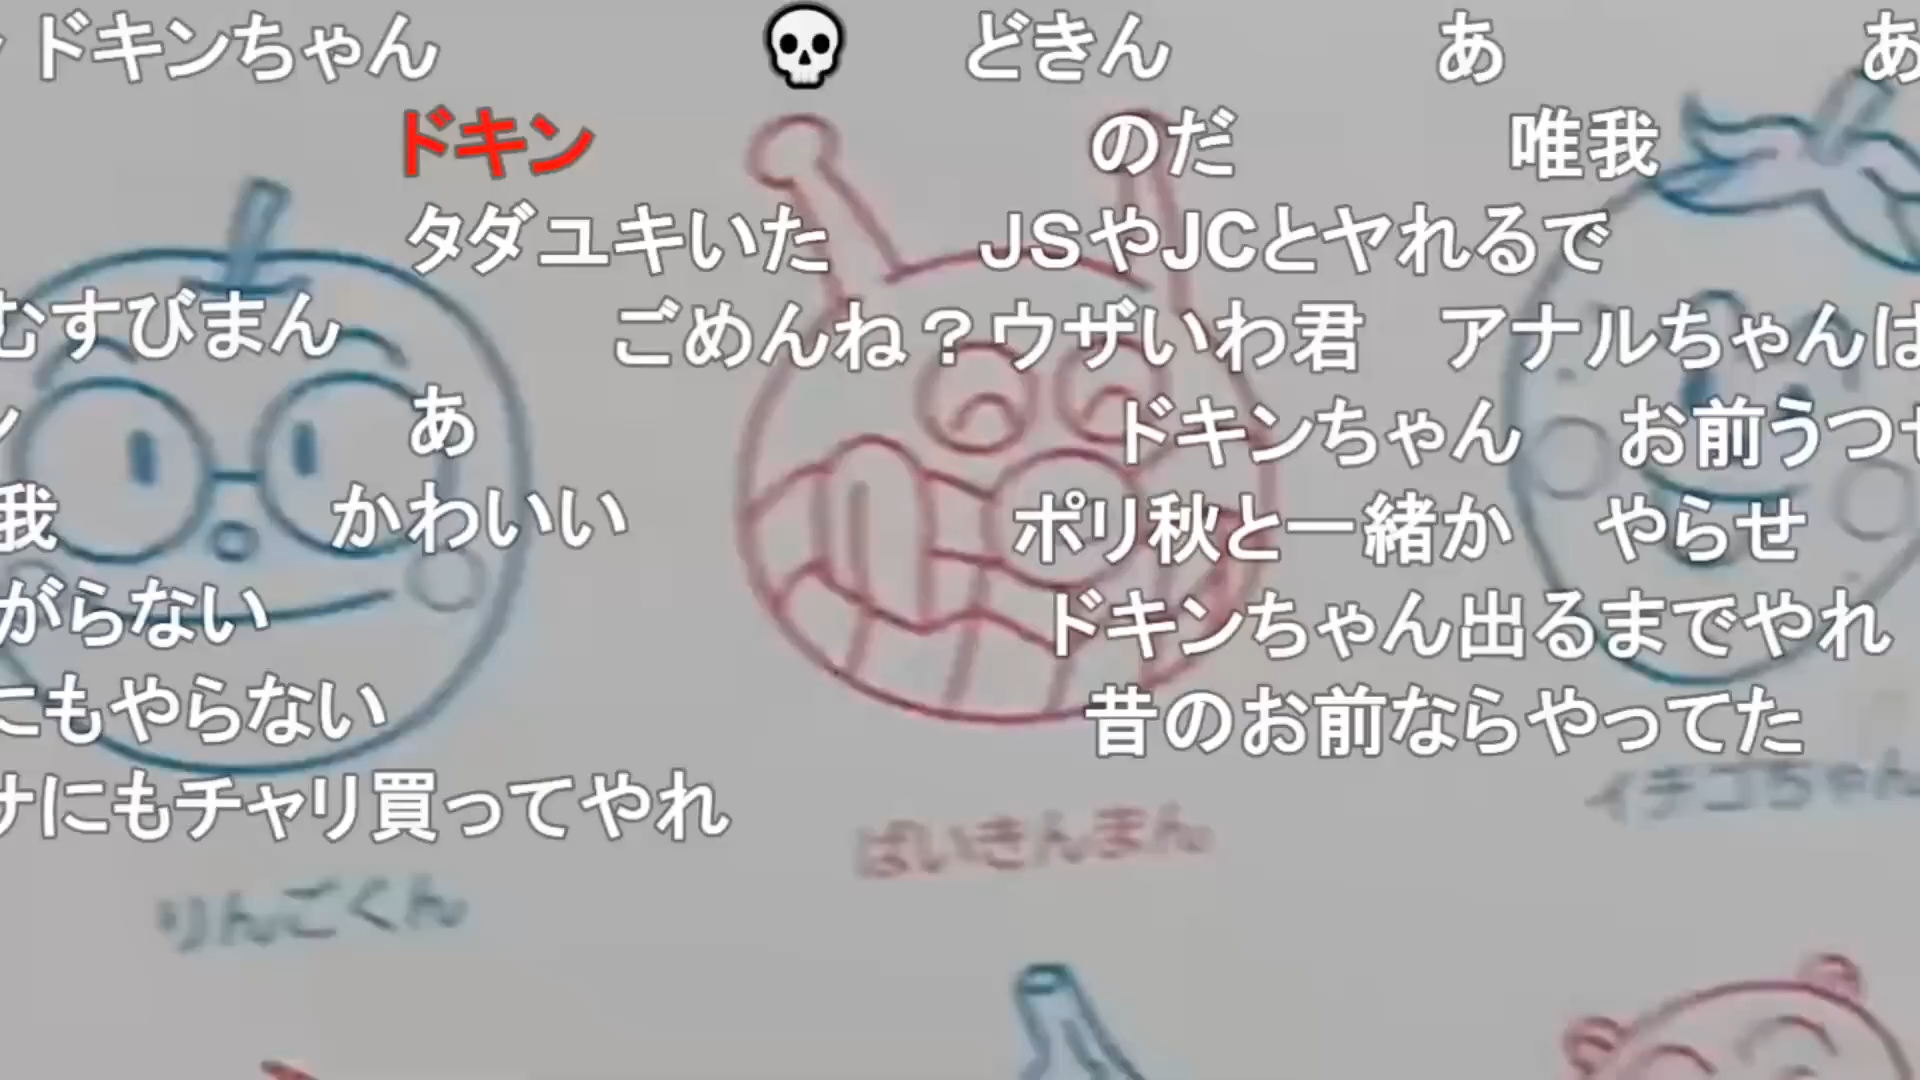 ドキンちゃん 💀 どきん あ あ
ドキン のだ 唯我
タダユキいた JSやJCとヤれるで
むすびまん ごめんね？ウザいわ君 アナルちゃんは
ン あ ドキンちゃん お前うつせ
我 かわいい ポリ秋と一緒か やらせ
がらない ドキンちゃん出るまでやれ
にもやらない 昔のお前ならやってた
サにもチャリ買ってやれ
りんごくん ばいきんまん イチゴちゃん